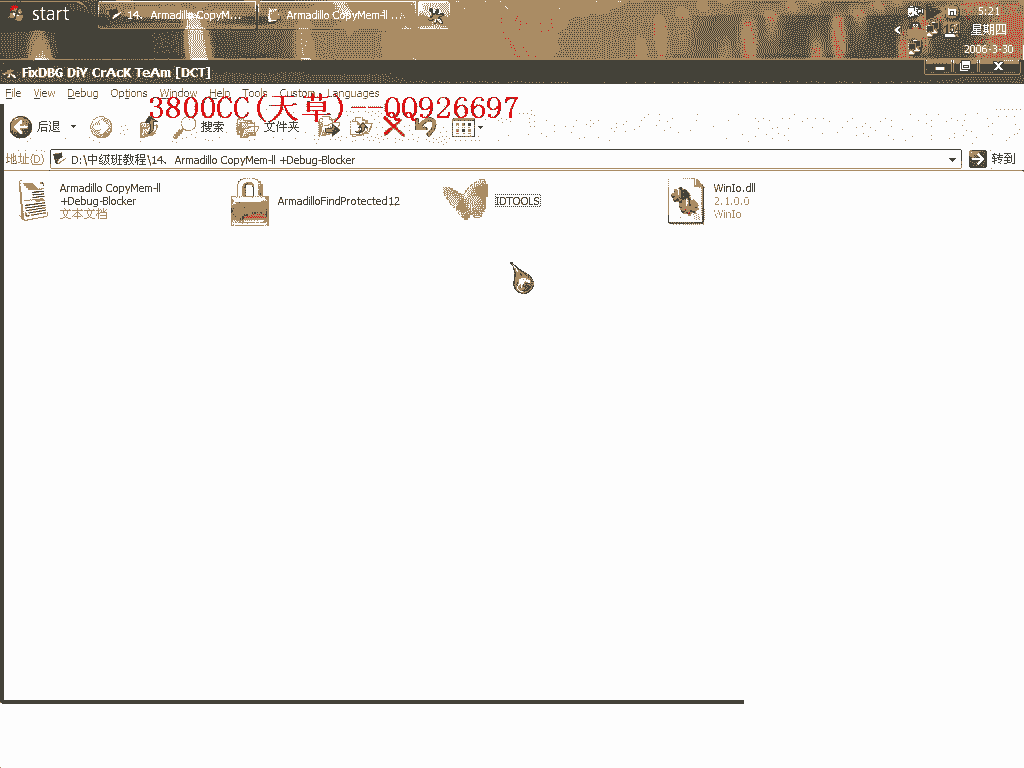 start
14、Armadillo CopyM...
Armadillo CopyMem-ll ...
5:21
星期四
2006-3-30
FixDBG DiY CrAcK TeAm [DCT]
File View Debug Options Window Help Tools Custom Languages
3800CC(天草)--QQ926697
后退 搜索 文件夹
地址(D) D:\中级班教程\14、Armadillo CopyMem-ll +Debug-Blocker 转到
Armadillo CopyMem-ll
+Debug-Blocker
文本文档
ArmadilloFindProtected12
IDTOOLS
WinIo.dll
2.1.0.0
WinIo